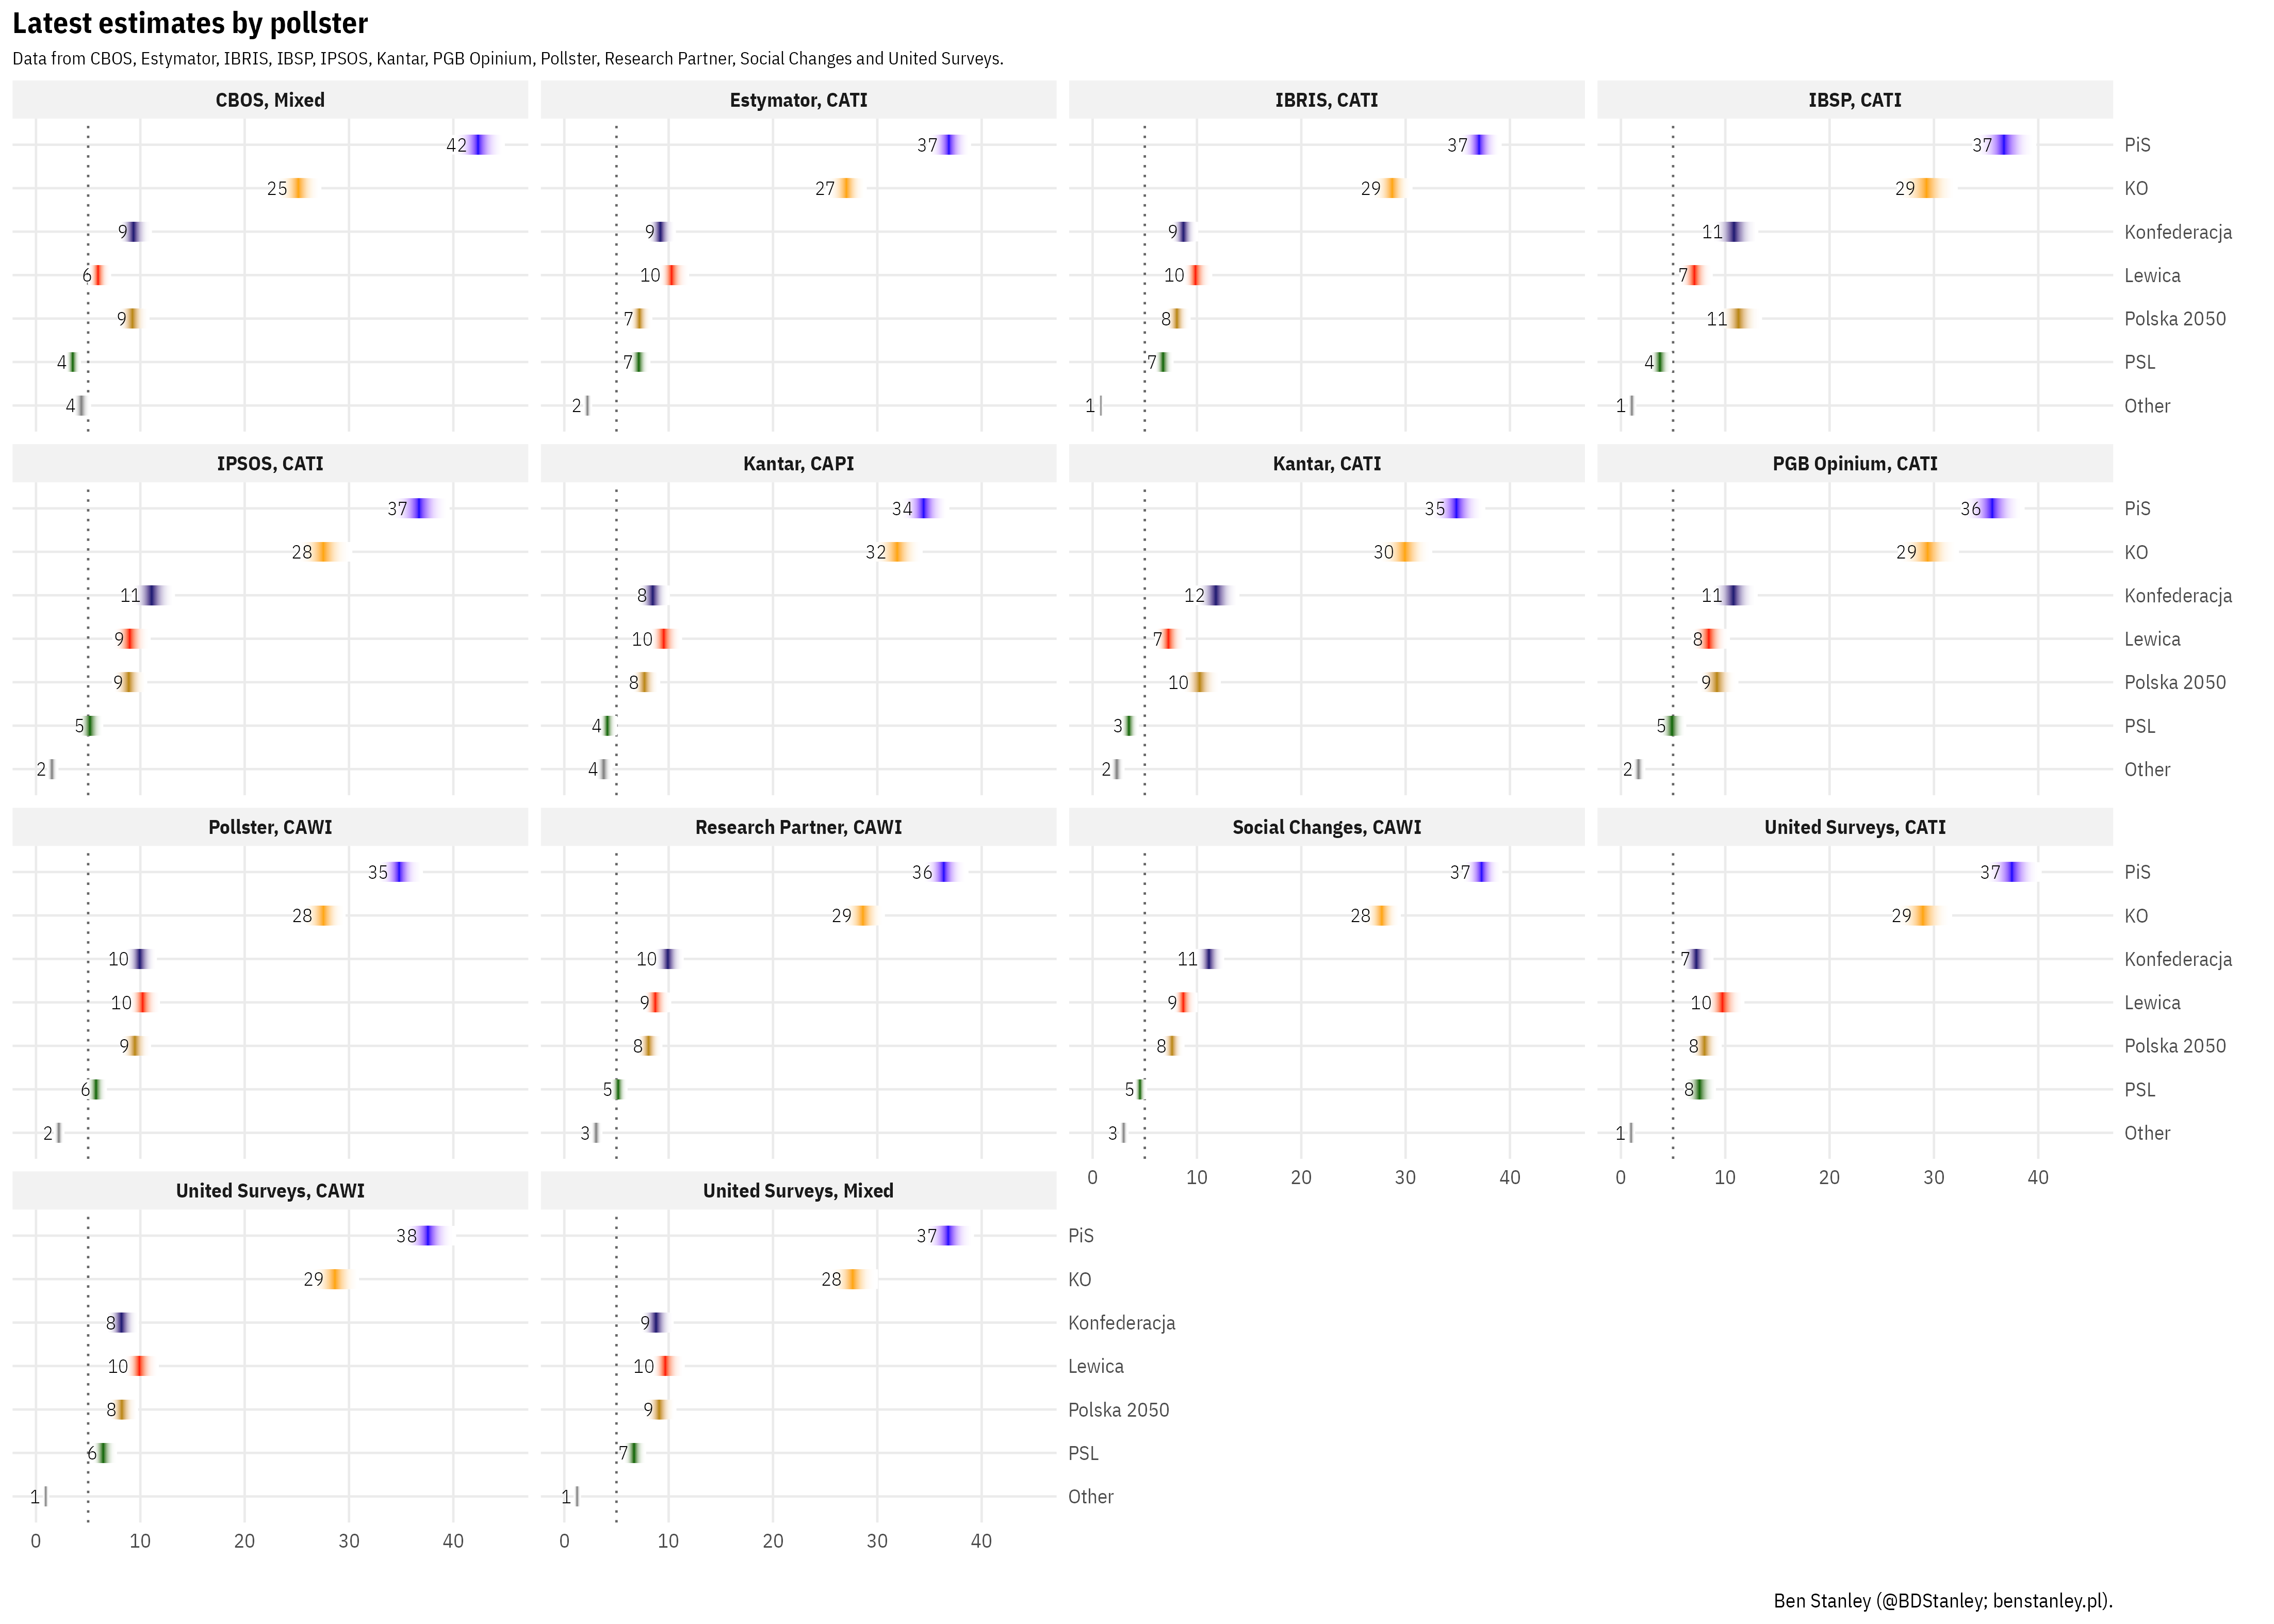 Latest estimates by pollster
Data from CBOS, Estymator, IBRIS, IBSP, IPSOS, Kantar, PGB Opinium, Pollster, Research Partner, Social Changes and United Surveys.
CBOS, Mixed Estymator, CATI IBRIS, CATI IBSP, CATI
42 37 37 37 PiS
25 27 29 29 KO
9 9 9 11 Konfederacja
6 10 10 7 Lewica
9 7 8 11 Polska 2050
4 7 7 4 PSL
4 2 1 1 Other
IPSOS, CATI Kantar, CAPI Kantar, CATI PGB Opinium, CATI
37 34 35 36 PiS
28 32 30 29 KO
11 8 12 11 Konfederacja
9 10 7 8 Lewica
9 8 10 9 Polska 2050
5 4 3 5 PSL
2 4 2 2 Other
Pollster, CAWI Research Partner, CAWI Social Changes, CAWI United Surveys, CATI
35 36 37 37 PiS
28 29 28 29 KO
10 10 11 7 Konfederacja
10 9 9 10 Lewica
9 8 8 8 Polska 2050
6 5 5 8 PSL
2 3 3 1 Other
0 10 20 30 40 0 10 20 30 40
United Surveys, CAWI United Surveys, Mixed
38 37 PiS
29 28 KO
8 9 Konfederacja
10 10 Lewica
8 9 Polska 2050
6 7 PSL
1 1 Other
0 10 20 30 40 0 10 20 30 40
Ben Stanley (@BDStanley; benstanley.pl).